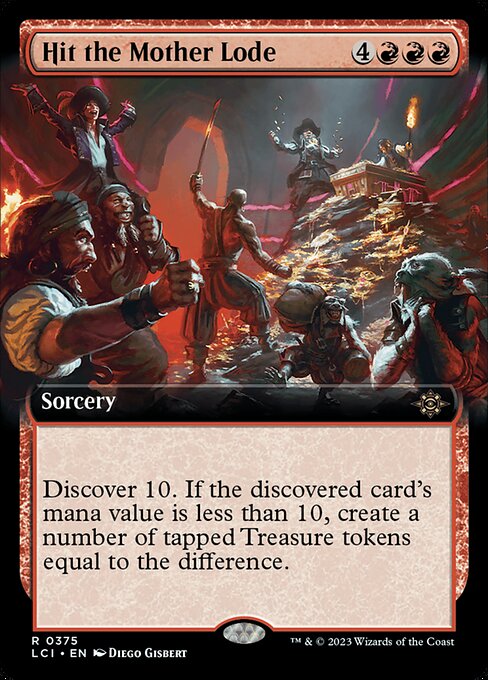 Hit the Mother Lode 4
Sorcery
Discover 10. If the discovered card's
mana value is less than 10, create a
number of tapped Treasure tokens
equal to the difference.
R 0375
LCI • EN Diego Gisbert
™ & © 2023 Wizards of the Coast